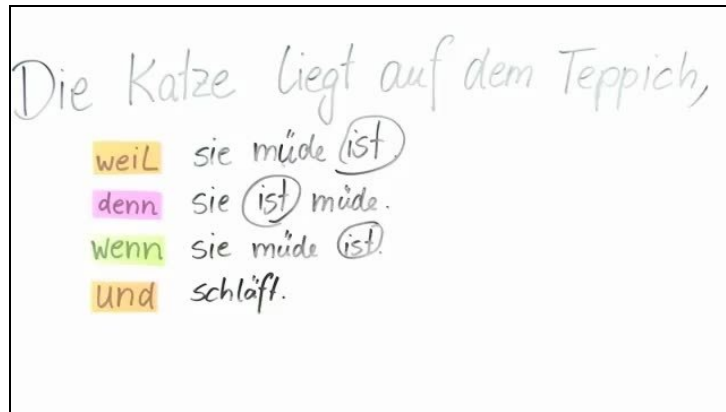 Die Katze liegt auf dem Teppich,
weil sie müde ist.
denn sie ist müde.
wenn sie müde ist.
und schläft.